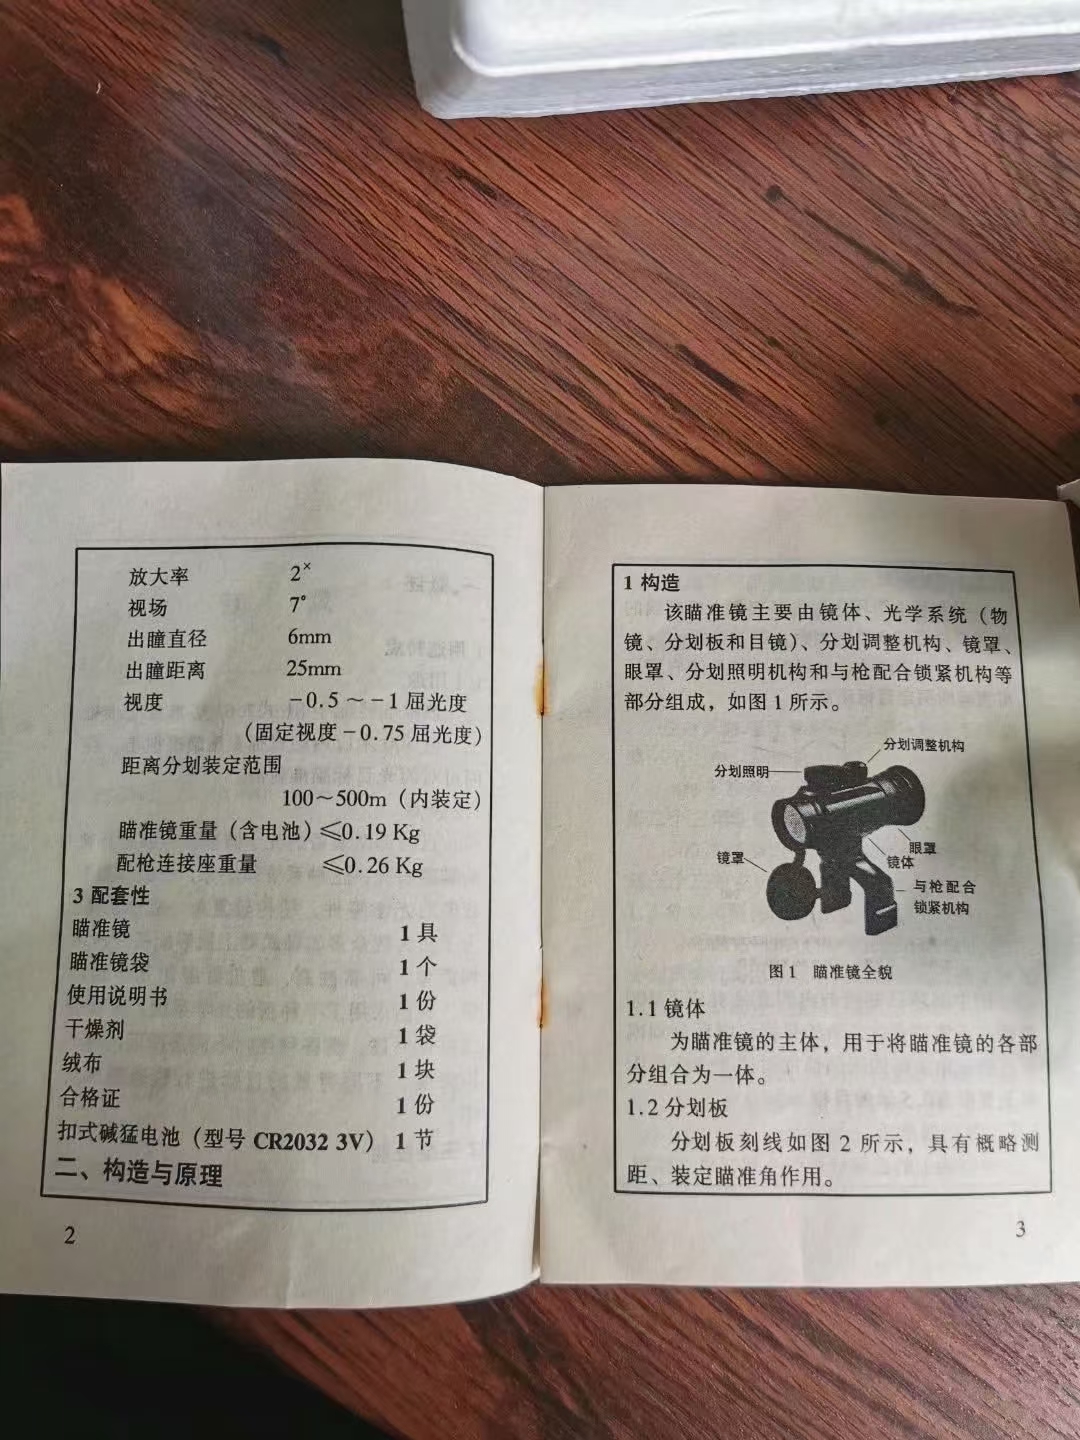 放大率 2×
视场 7°
出瞳直径 6mm
出瞳距离 25mm
视度 -0.5～-1 屈光度
(固定视度-0.75 屈光度)
距离分划装定范围
100～500m（内装定）
瞄准镜重量（含电池）≤0.19 Kg
配枪连接座重量 ≤0.26 Kg
3 配套性
瞄准镜 1 具
瞄准镜袋 1 个
使用说明书 1 份
干燥剂 1 袋
绒布 1 块
合格证 1 份
扣式碱猛电池（型号 CR2032 3V）1 节
二、构造与原理
2
1 构造
该瞄准镜主要由镜体、光学系统（物
镜、分划板和目镜）、分划调整机构、镜罩、
眼罩、分划照明机构和与枪配合锁紧机构等
部分组成，如图 1 所示。
分划调整机构
分划照明
眼罩
镜罩
镜体
与枪配合
锁紧机构
图 1 瞄准镜全貌
1.1 镜体
为瞄准镜的主体，用于将瞄准镜的各部
分组合为一体。
1.2 分划板
分划板刻线如图 2 所示，具有概略测
距、装定瞄准角作用。
3